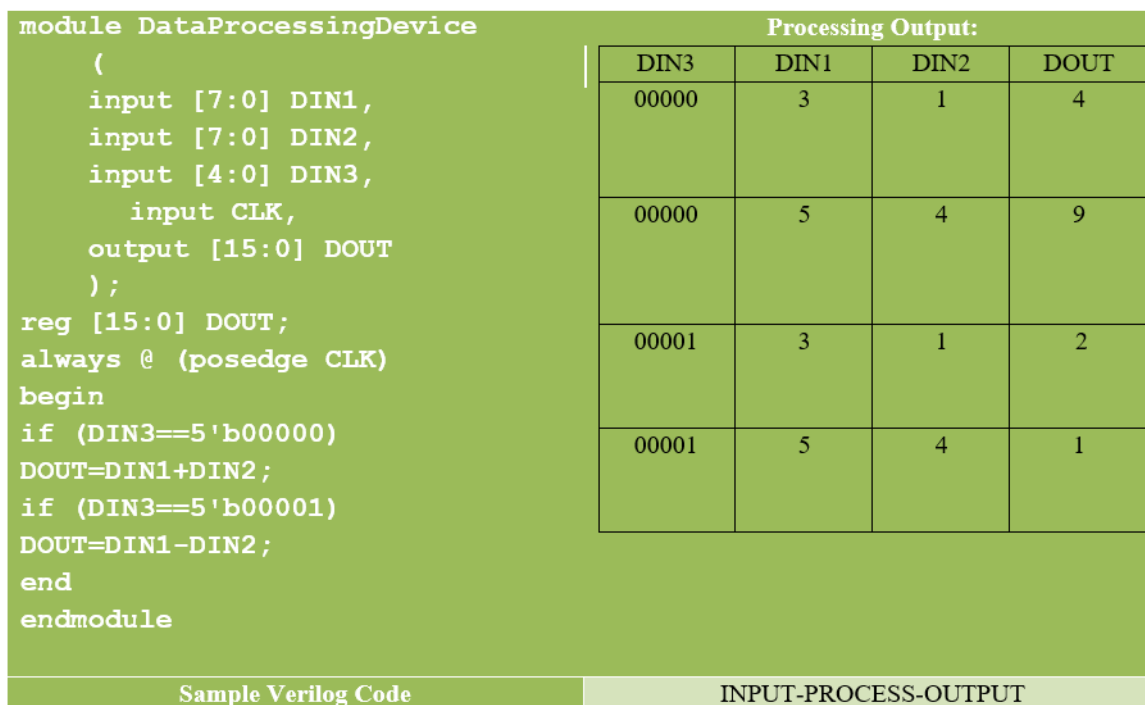 module DataProcessingDevice
(
input [7:0] DIN1,
input [7:0] DIN2,
input [4:0] DIN3,
input CLK,
output [15:0] DOUT
);
reg [15:0] DOUT;
always @ (posedge CLK)
begin
if (DIN3==5'b00000)
DOUT=DIN1+DIN2;
if (DIN3==5'b00001)
DOUT=DIN1-DIN2;
end
endmodule
Processing Output:
DIN3 DIN1 DIN2 DOUT
00000 3 1 4
00000 5 4 9
00001 3 1 2
00001 5 4 1
Sample Verilog Code
INPUT-PROCESS-OUTPUT